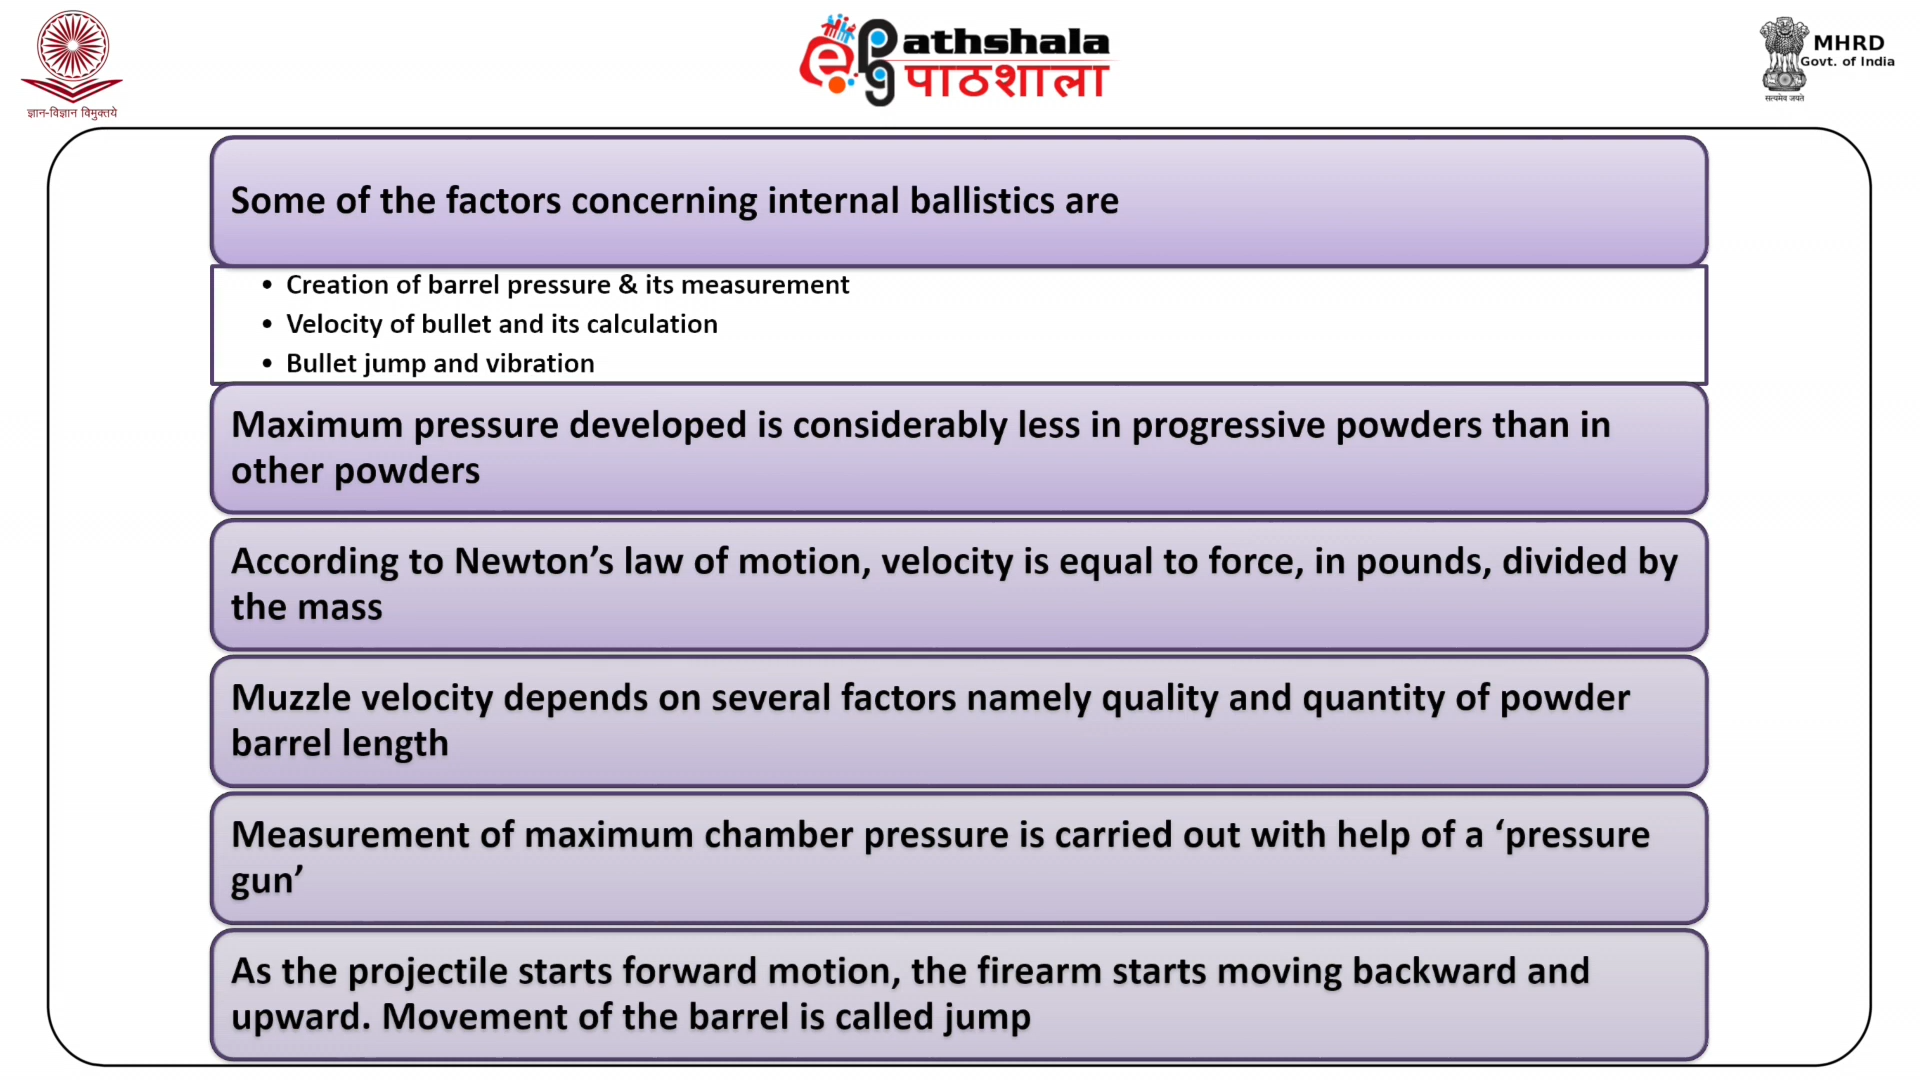 ज्ञान-विज्ञान विमुक्तये
e
pg
athshala
पाठशाला
MHRD
Govt. of India
सत्यमेव जयते
Some of the factors concerning internal ballistics are
• Creation of barrel pressure & its measurement
• Velocity of bullet and its calculation
• Bullet jump and vibration
Maximum pressure developed is considerably less in progressive powders than in
other powders
According to Newton’s law of motion, velocity is equal to force, in pounds, divided by
the mass
Muzzle velocity depends on several factors namely quality and quantity of powder
barrel length
Measurement of maximum chamber pressure is carried out with help of a ‘pressure
gun’
As the projectile starts forward motion, the firearm starts moving backward and
upward. Movement of the barrel is called jump